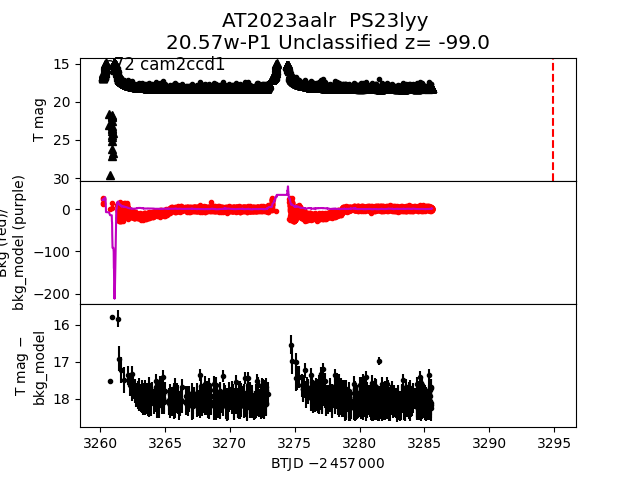 AT2023aalr PS23lyy
20.57w-P1 Unclassified z= -99.0
cam2ccd1
15
20
25
30
T mag
0
−100
−200
Bkg (red)/
bkg_model (purple)
16
17
18
T mag −
bkg_model
3260 3265 3270 3275 3280 3285 3290 3295
BTJD −2 457 000